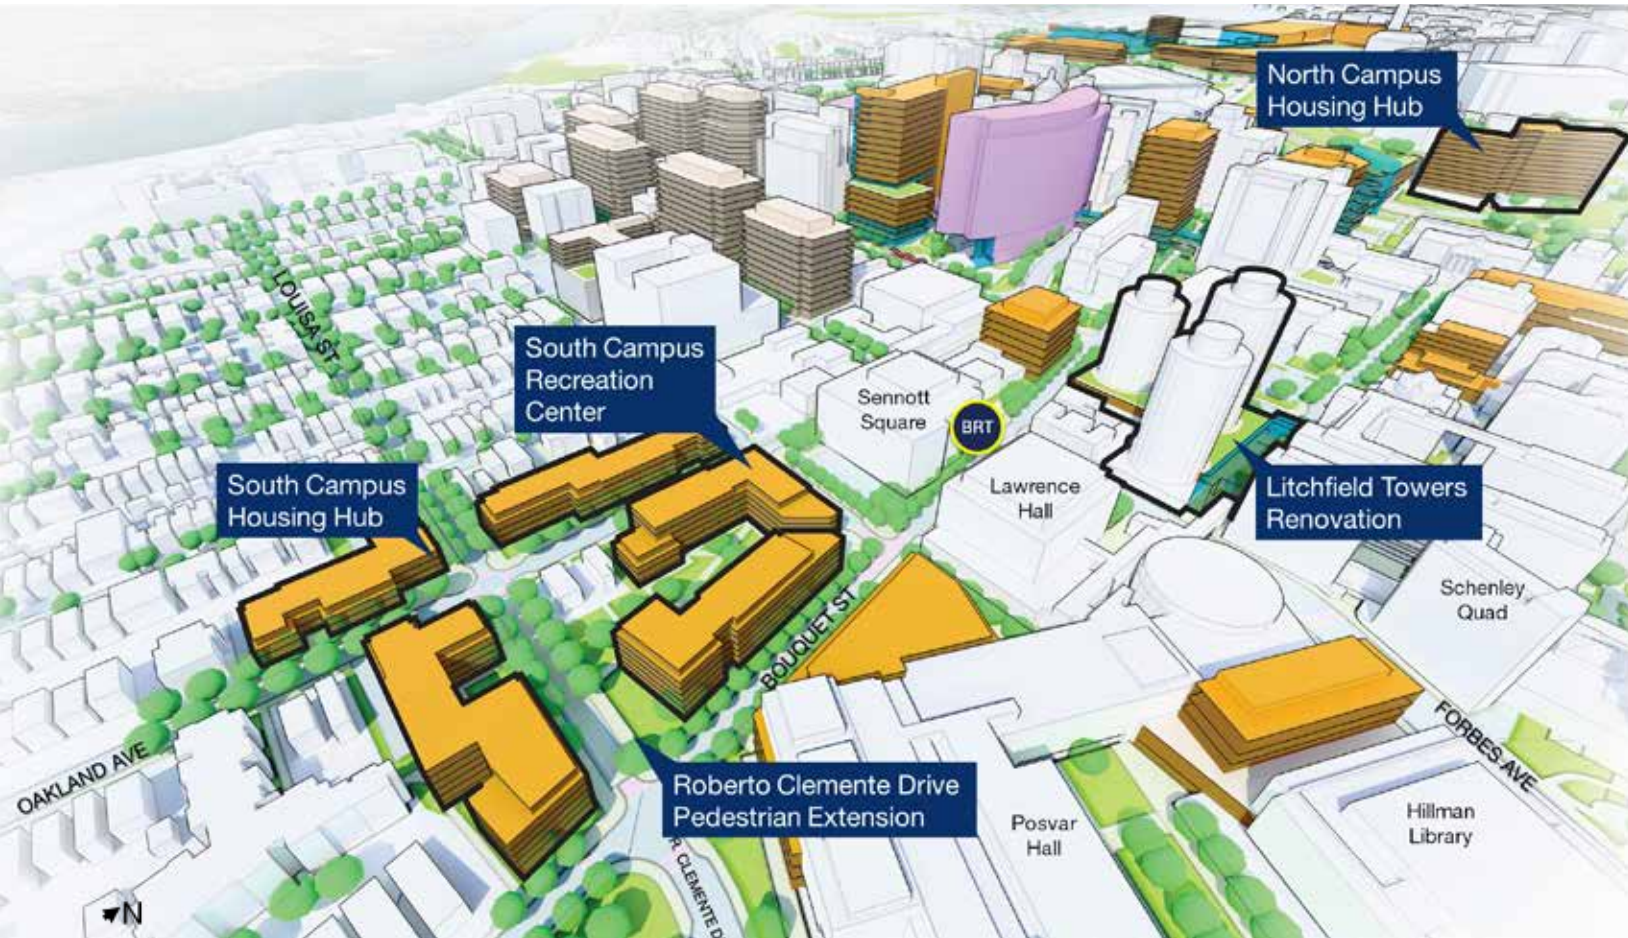 North Campus
Housing Hub
LOUISA ST.
South Campus
Recreation
Center
Sennott
Square
BRT
South Campus
Housing Hub
Lawrence
Hall
Litchfield Towers
Renovation
Schenley
Quad
BOUQUET ST
OAKLAND AVE
FORBES AVE
Roberto Clemente Drive
Pedestrian Extension
Posvar
Hall
Hillman
Library
R. CLEMENTE D
N